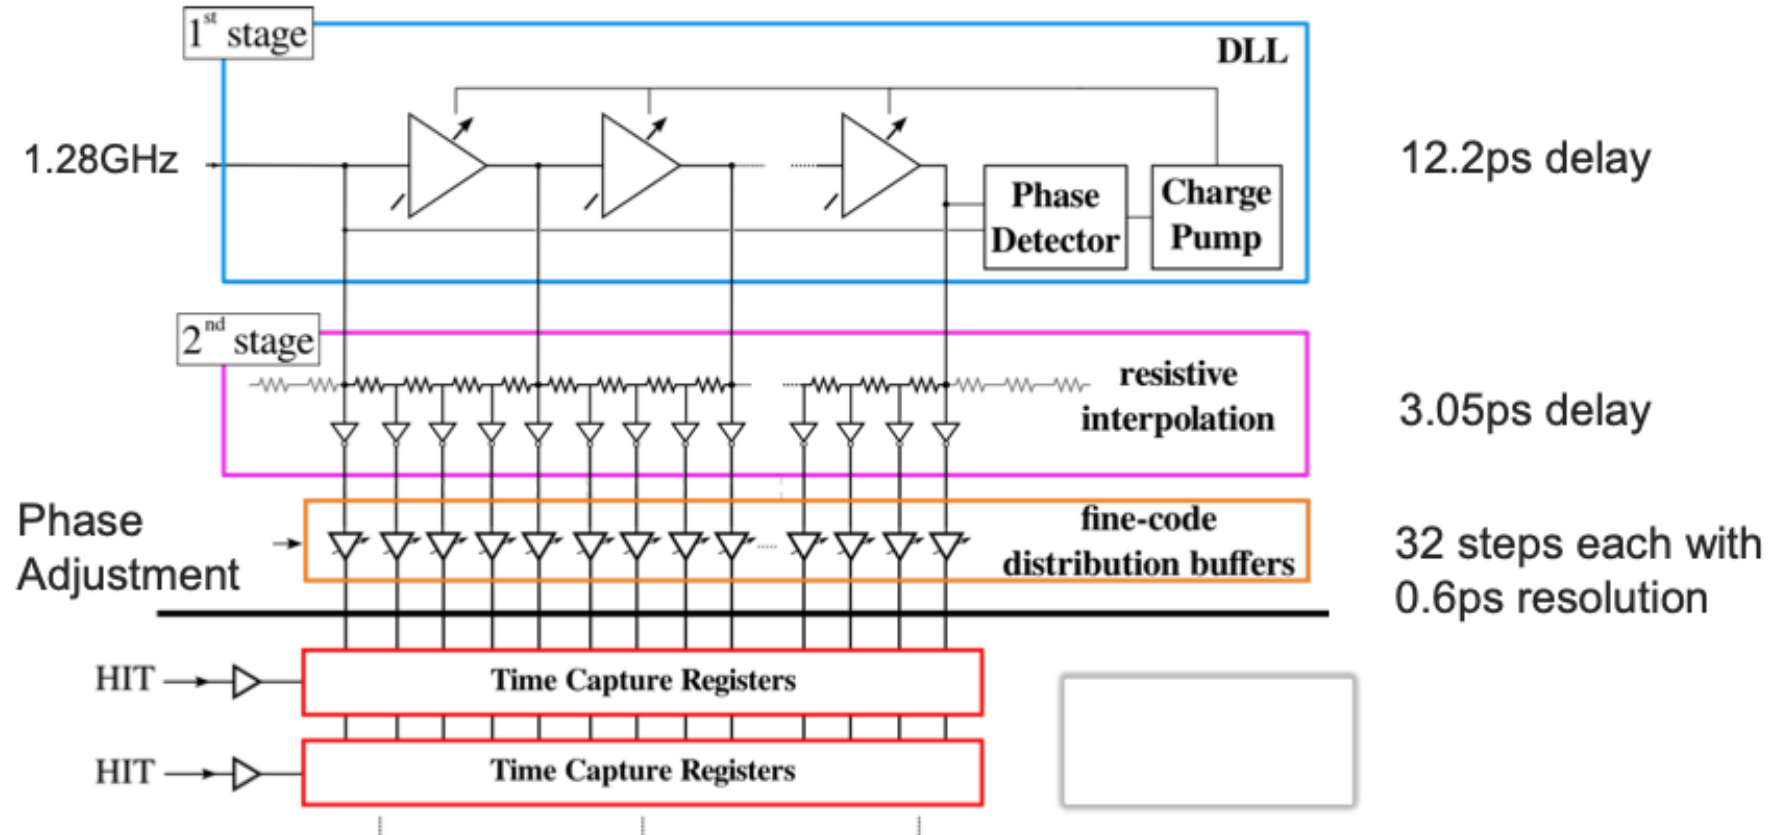 1st stage
DLL
1.28GHz
Phase
Detector
Charge
Pump
12.2ps delay
2nd stage
resistive
interpolation
3.05ps delay
Phase
Adjustment
fine-code
distribution buffers
32 steps each with
0.6ps resolution
HIT
Time Capture Registers
HIT
Time Capture Registers